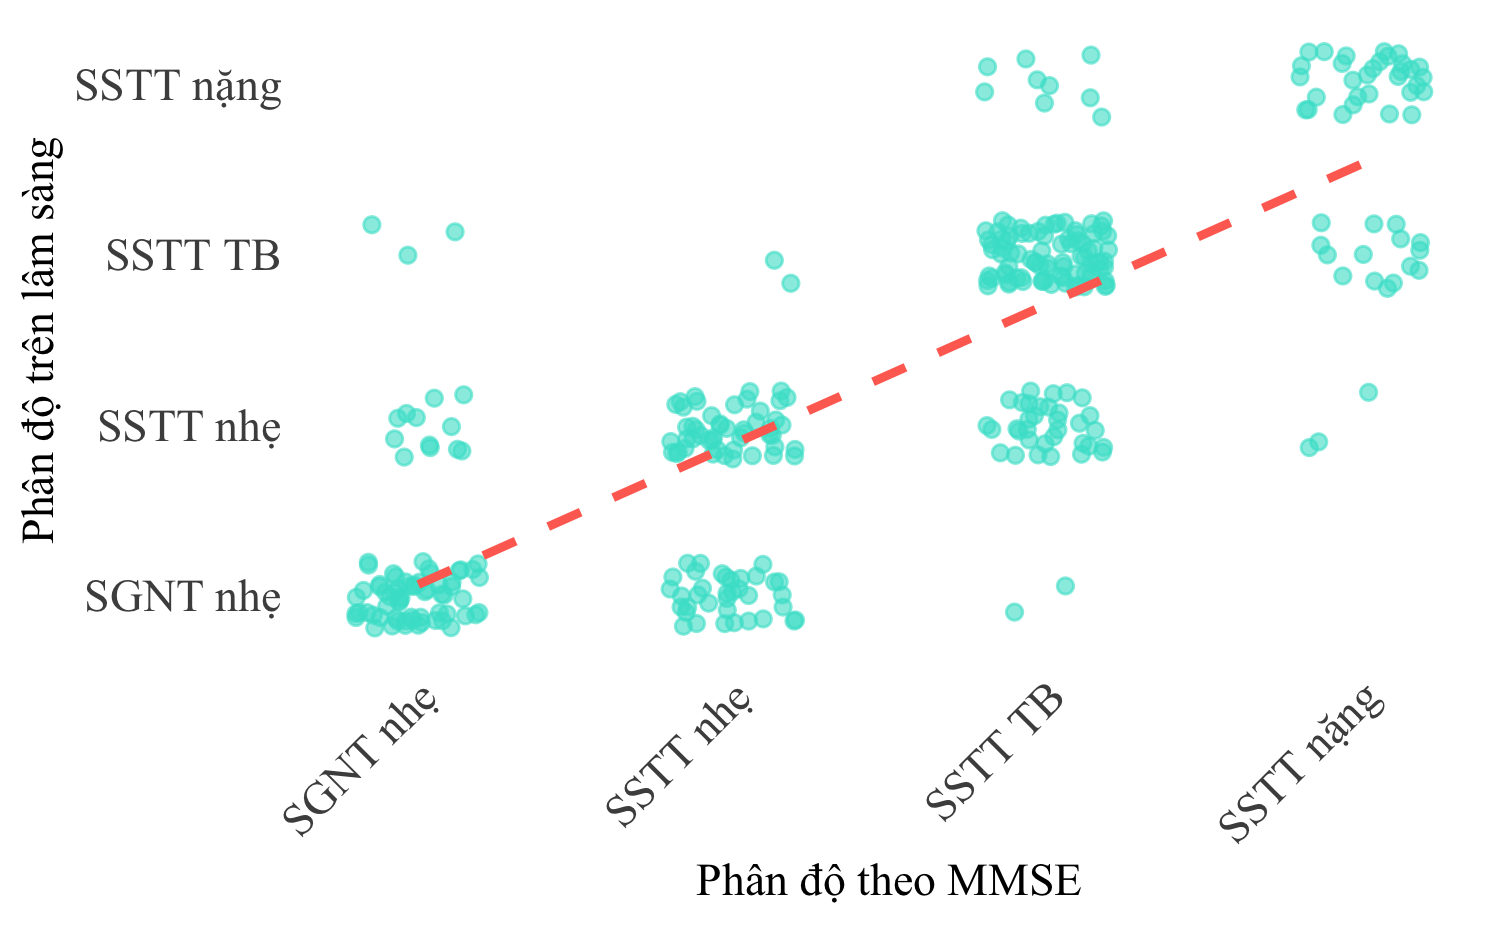 SSTT nặng
SSTT TB
SSTT nhẹ
SGNT nhẹ
Phân độ trên lâm sàng
SGNT nhẹ
SSTT nhẹ
SSTT TB
SSTT nặng
Phân độ theo MMSE